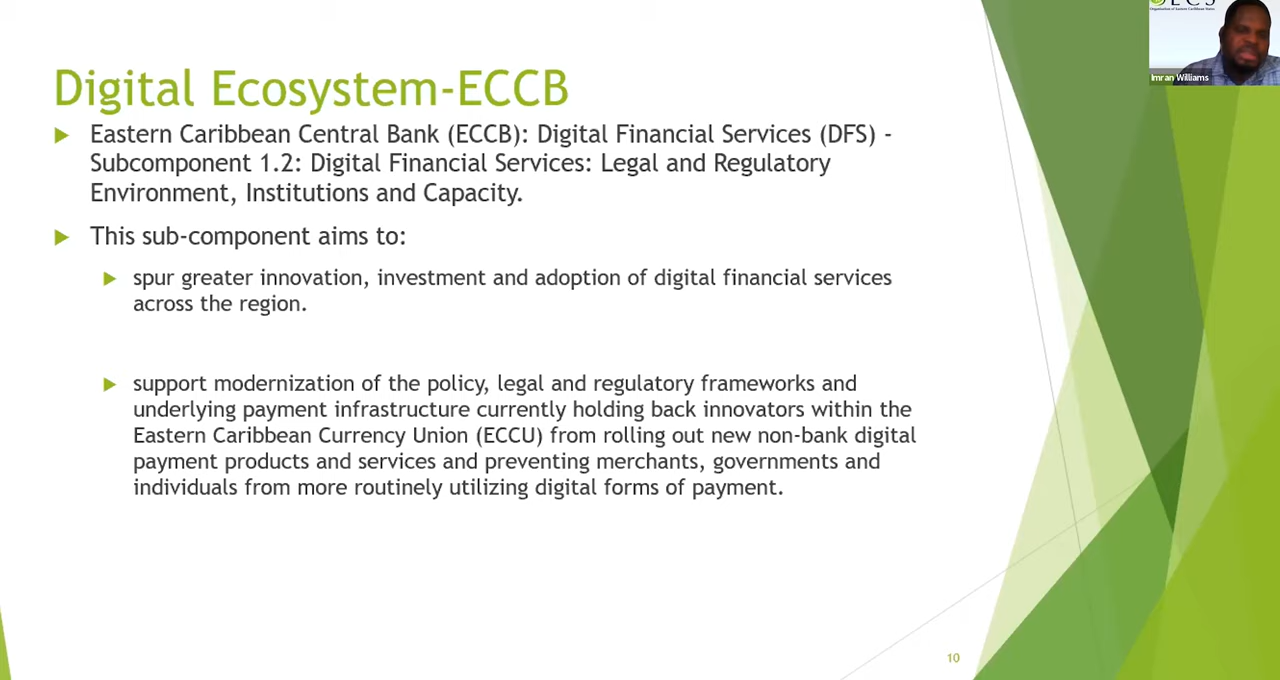 Digital Ecosystem-ECCB
Eastern Caribbean Central Bank (ECCB): Digital Financial Services (DFS) -
Subcomponent 1.2: Digital Financial Services: Legal and Regulatory
Environment, Institutions and Capacity.
This sub-component aims to:
spur greater innovation, investment and adoption of digital financial services
across the region.
support modernization of the policy, legal and regulatory frameworks and
underlying payment infrastructure currently holding back innovators within the
Eastern Caribbean Currency Union (ECCU) from rolling out new non-bank digital
payment products and services and preventing merchants, governments and
individuals from more routinely utilizing digital forms of payment.
10
Organisation of Eastern Caribbean States
Imran Williams